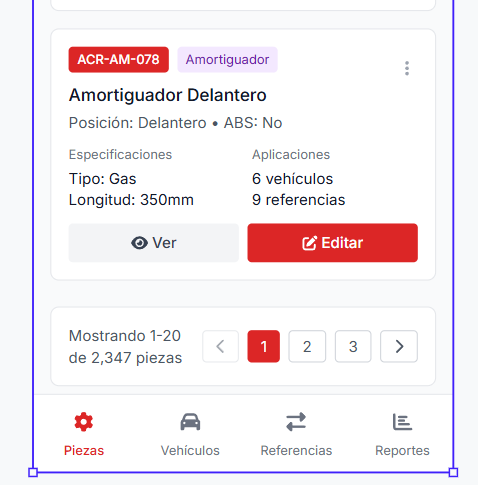 ACR-AM-078 Amortiguador
Amortiguador Delantero
Posición: Delantero • ABS: No
Especificaciones Aplicaciones
Tipo: Gas 6 vehículos
Longitud: 350mm 9 referencias
Ver Editar
Mostrando 1-20
de 2,347 piezas
1 2 3
Piezas Vehículos Referencias Reportes